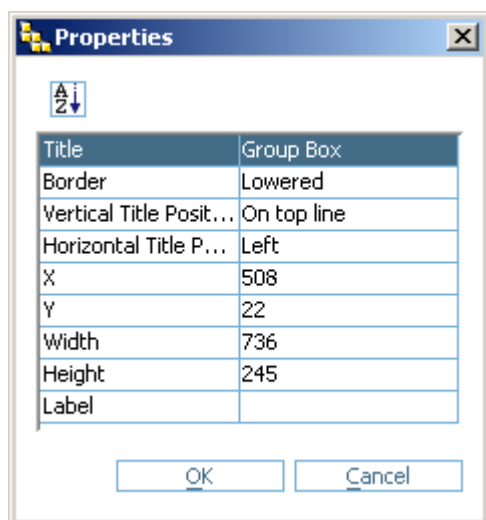 Properties
A
Z
Title Group Box
Border Lowered
Vertical Title Posit... On top line
Horizontal Title P... Left
X 508
Y 22
Width 736
Height 245
Label
OK Cancel